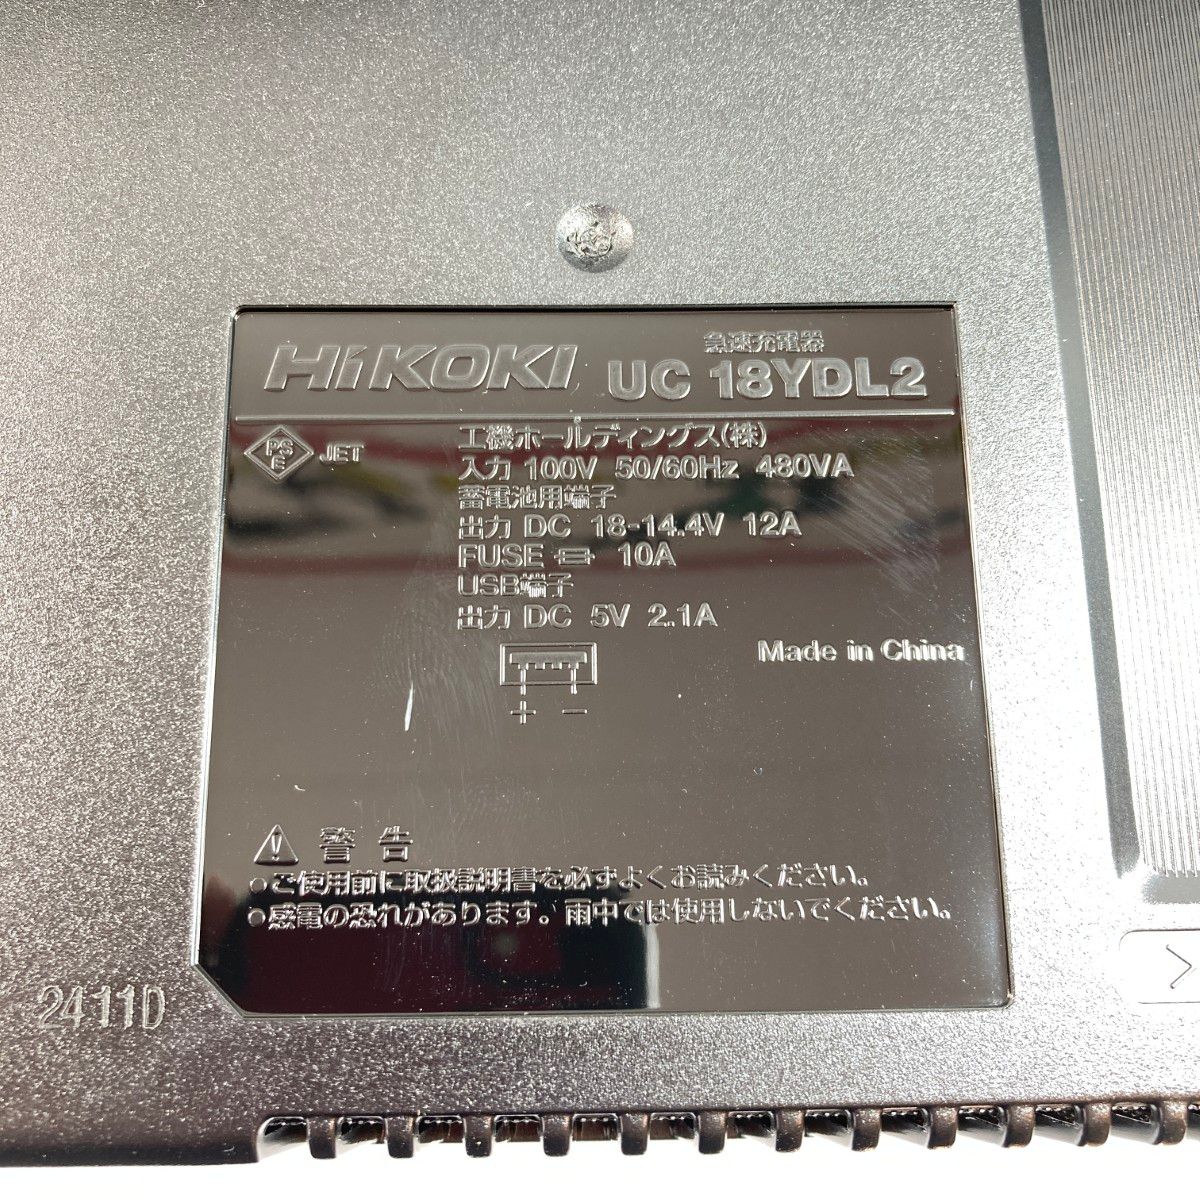 HiKOKI 急速充電器
UC 18YDL2
PS
E
JET
工機ホールディングス(株)
入力 100V 50/60Hz 480VA
蓄電池用端子
出力 DC 18-14.4V 12A
FUSE 10A
USB端子
出力 DC 5V 2.1A
+ −
Made in China
警告
●ご使用前に取扱説明書を必ずよくお読みください。
●感電の恐れがあります。雨中では使用しないでください。
2411D
>